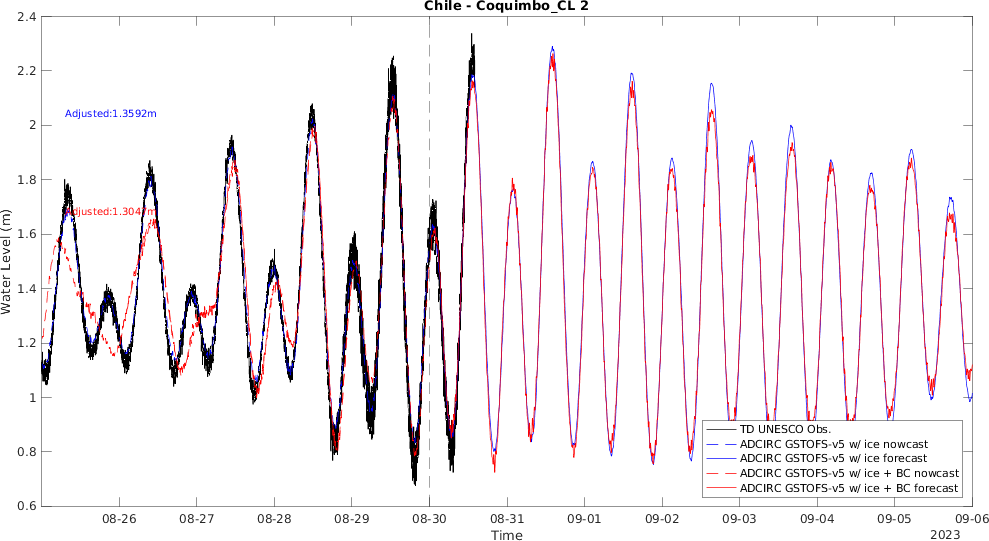 Chile - Coquimbo_CL 2
2.4
2.2
2
1.8
1.6
1.4
1.2
1
0.8
0.6
Water Level (m)
Adjusted:1.3592m
TD UNESCO Obs.
ADCIRC GSTOFS-v5 w/ ice nowcast
ADCIRC GSTOFS-v5 w/ ice forecast
ADCIRC GSTOFS-v5 w/ ice + BC nowcast
ADCIRC GSTOFS-v5 w/ ice + BC forecast
08-26
08-27
08-28
08-29
08-30
08-31
09-01
09-02
09-03
09-04
09-05
09-06
Time
2023